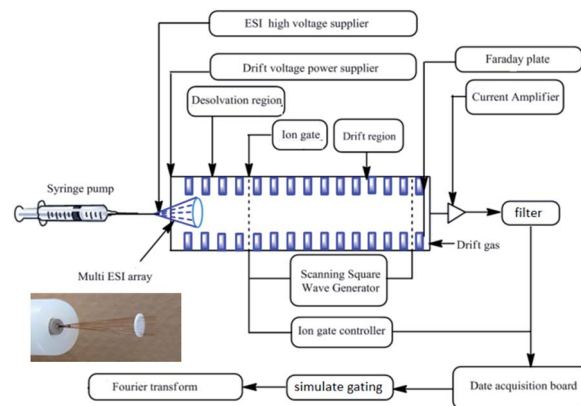 ESI high voltage supplier
Faraday plate
Drift voltage power supplier
Desolvation region
Current Amplifier
Ion gate
Drift region
Syringe pump
filter
Drift gas
Multi ESI array
Scanning Square
Wave Generator
Ion gate controller
Fourier transform
simulate gating
Date acquisition board